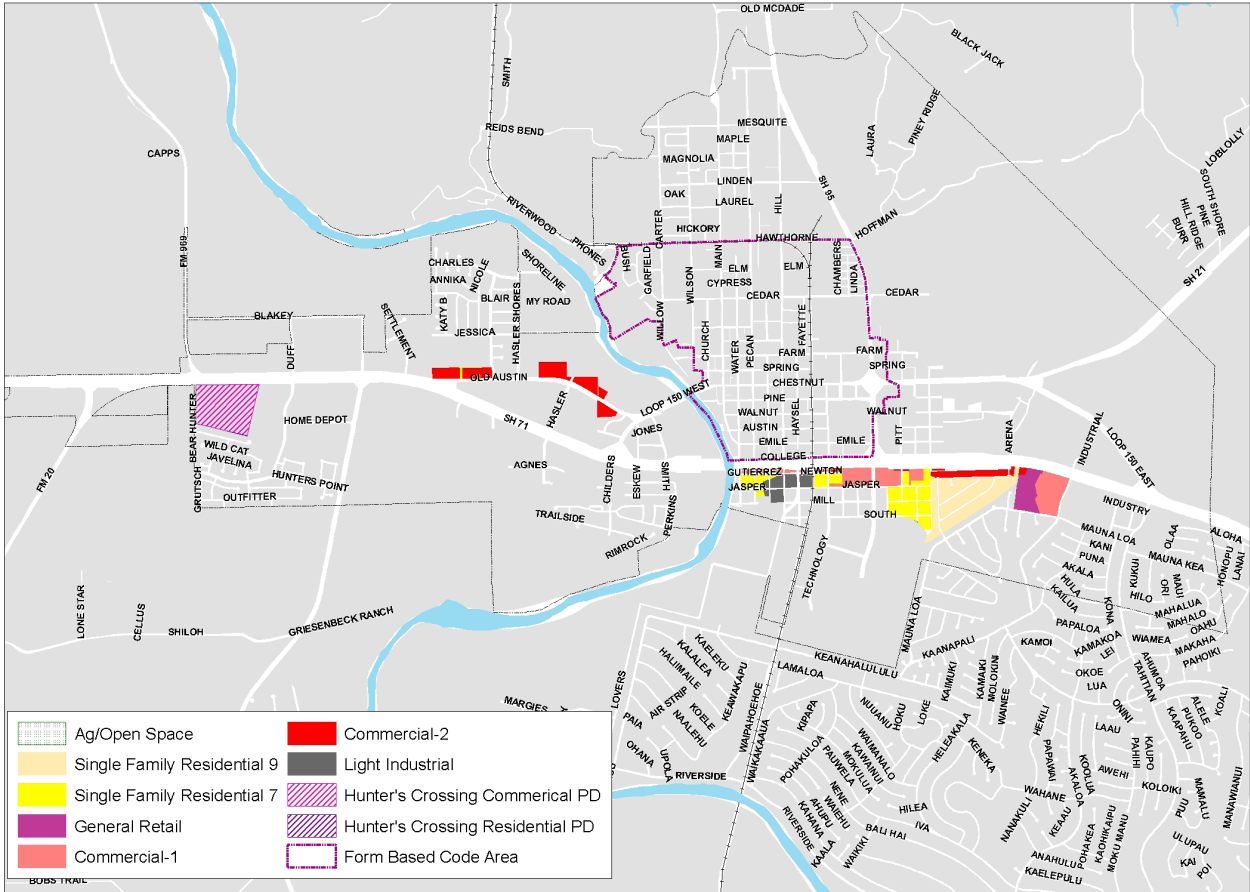 OLD MCDADE
BLACK JACK
SMITH
PINEY RIDGE
LAURA
MESQUITE
REIDS BEND
MAPLE
LOBLOLLY
CAPPS
MAGNOLIA
SOUTH SHORE
PINE
HILL RIDGE
BURR
LINDEN
SH 95
OAK
LAUREL
HILL
RIVERWOOD
CARTER
HICKORY
HAWTHORNE
HOFFMAN
FM 969
PHONES
BUSH
GARFIELD
MAIN
ELM
ELM
CHAMBERS
LINDA
SHORELINE
CHARLES
NICOLE
ANNIKA
WILSON
CYPRESS
SH 21
KATY B
BLAIR
HASLER SHORES
MY ROAD
CEDAR
CEDAR
BLAKEY
SETTLEMENT
JESSICA
WILLOW
CHURCH
WATER
PECAN
FAYETTE
DUFF
FARM
FARM
SPRING
SPRING
OLD AUSTIN
CHESTNUT
LOOP 150 WEST
PINE
HASLER
BEAR HUNTER
HOME DEPOT
SH 71
WALNUT
HAYSEL
WALNUT
AUSTIN
JONES
EMILE
EMILE
PITT
ARENA
INDUSTRIAL
LOOP 150 EAST
WILD CAT
JAVELINA
COLLEGE
FM 20
GRUTSCH
HUNTERS POINT
OUTFITTER
AGNES
CHILDERS
ESKEW
SMITH
PERKINS
GUTIERREZ
NEWTON
JASPER
JASPER
MILL
SOUTH
INDUSTRY
TRAILSIDE
RIMROCK
TECHNOLOGY
MAUNA LOA
OLAA
ALOHA
KANI
PUNA
MAUNA KEA
HONOPU
LANAI
AKALA
HULA
KAILUA
KUKUI
HILO
ORI
MAUI
LONE STAR
CELLUS
SHILOH
GRIESENBECK RANCH
MAUNA LOA
KONA
MAHALUA
MAHALO
OAHU
PAPALOA
KAMAKOA
LEI
WIAMEA
MAKAHA
PAHOIKI
KAANAPALI
KAMOI
KAELEKU
KALALEA
HALIIMAILE
KEANAHALULULU
LAMALOA
AHUMOA
TAHITIAN
OKOE
LUA
LOVERS
AIR STRIP
KEAWAKAPU
KOELE
NAALEHU
WAIPAHOEHOE
KAIMUKI
KAMAIKI
MOLOKINI
WAINEE
MARGIES
PAIA
OHANA
UPOLA
KIPAPA
NUUANU
HOKU
LOKE
HELEAKALA
KENEKA
HEKILI
ONINI
LAAU
ALELE
PUKOO
KAAPAHU
KOALI
WAIKAKAAUA
POHAKULOA
WAIMANALO
KAWAINUI
MOKULUA
PAUWELA
NENE
WAIEHU
AHUPU
KAHANA
PAPAWAI
KOOLUA
AKALOA
PAHIHI
KAUPO
AWEHI
KOLOIKI
RIVERSIDE
RIVERSIDE
HILEA
IVA
BALI HAI
WAIKIKI
KAALA
WAHANE
NANAKULI
KEAAU
POHAKEA
KAOHIKAIPU
MOKU MANU
PUU
MAMALU
MANAWIANUI
ULUPAU
KAI
POI
ANAHULU
KAELEPULU
BOBS TRAIL
Ag/Open Space
Single Family Residential 9
Single Family Residential 7
General Retail
Commercial-1
Commercial-2
Light Industrial
Hunter's Crossing Commerical PD
Hunter's Crossing Residential PD
Form Based Code Area